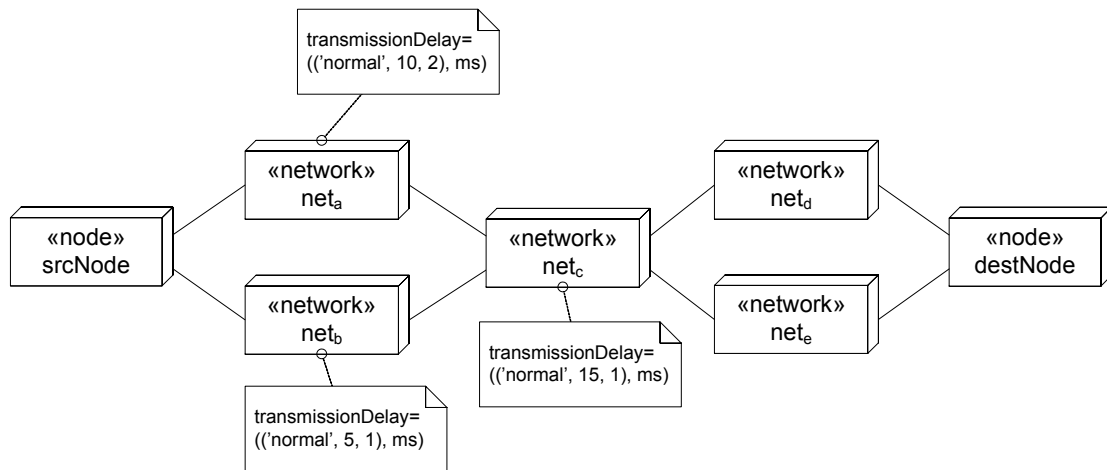 transmissionDelay=
((’normal’, 10, 2), ms)
«network»
net_a
«network»
net_d
«node»
srcNode
«network»
net_c
«node»
destNode
«network»
net_b
«network»
net_e
transmissionDelay=
((’normal’, 15, 1), ms)
transmissionDelay=
((’normal’, 5, 1), ms)